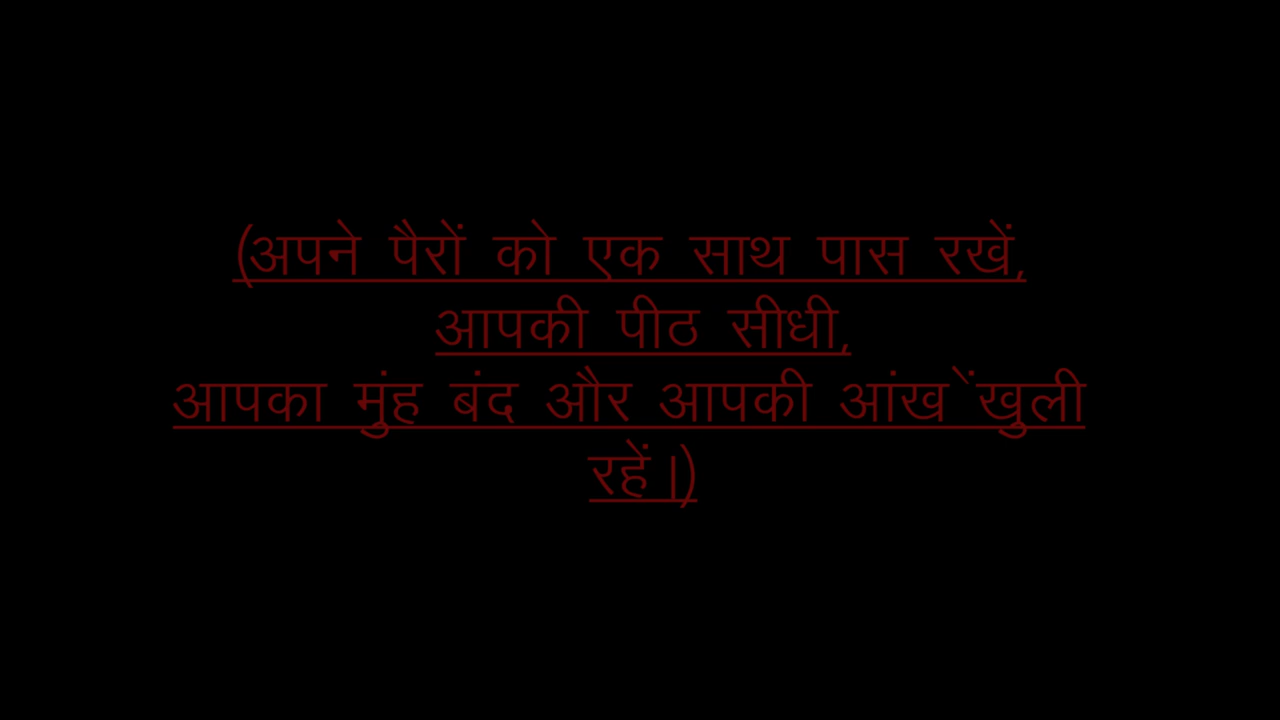 (अपने पैरों को एक साथ पास रखें,
आपकी पीठ सीधी,
आपका मुंह बंद और आपकी आंख ेंखुली
रहें।)